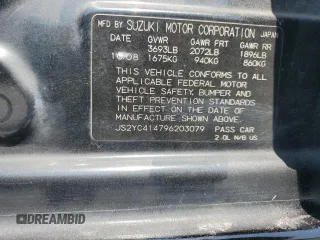 MFD BY SUZUKI MOTOR CORPORATION JAPAN
DATE GVWR GAWR FRT GAWR RR
10/08 3693LB 2072LB 1896LB
1675KG 940KG 860KG
THIS VEHICLE CONFORMS TO ALL
APPLICABLE FEDERAL MOTOR
VEHICLE SAFETY, BUMPER AND
THEFT PREVENTION STANDARDS
IN EFFECT ON THE DATE OF
MANUFACTURE SHOWN ABOVE.
JS2YC414796203079 PASS CAR
2.0L N/B US
DREAMBID